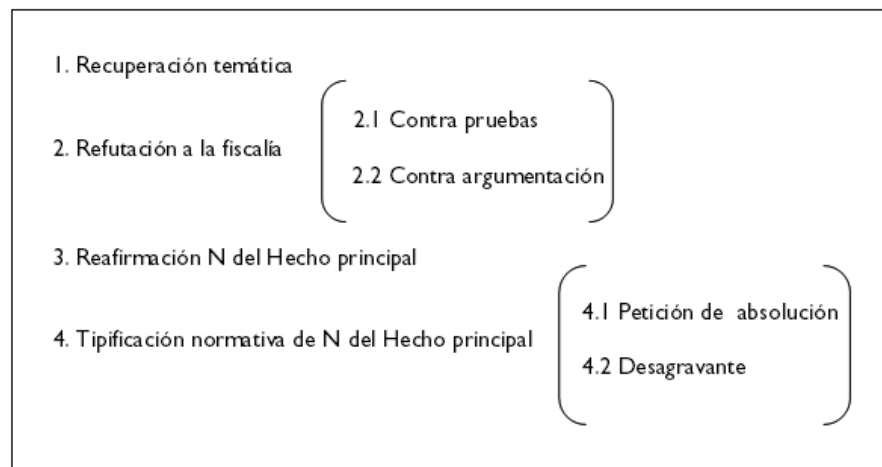 1. Recuperación temática
2.1 Contra pruebas
2. Refutación a la fiscalía
2.2 Contra argumentación
3. Reafirmación N del Hecho principal
4.1 Petición de absolución
4. Tipificación normativa de N del Hecho principal
4.2 Desagravante